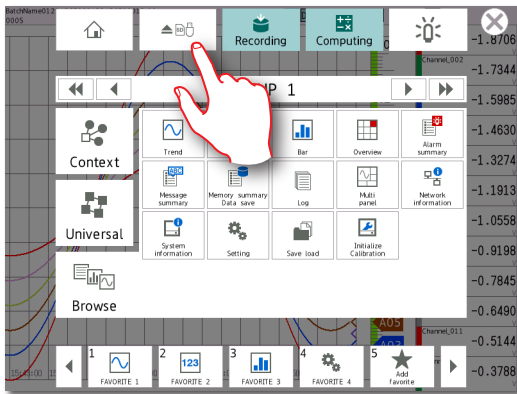 BatchName012
0005
SD
Recording
Computing
-1.8706
Channel_002
-1.7344
1
-1.5985
Context
Trend
Bar
Overview
Alarm
summary
-1.4630
-1.3274
ABC
Message
summary
Memory summary
Data save
Log
Multi
panel
Network
information
-1.1913
Universal
-1.0558
System
information
Setting
Save load
Initialize
Calibration
-0.9198
Browse
-0.7845
-0.6490
A05
Channel_011
-0.5144
A03
1
FAVORITE 1
2
123
FAVORITE 2
3
FAVORITE 3
4
FAVORITE 4
5
Add
favorite
-0.3788